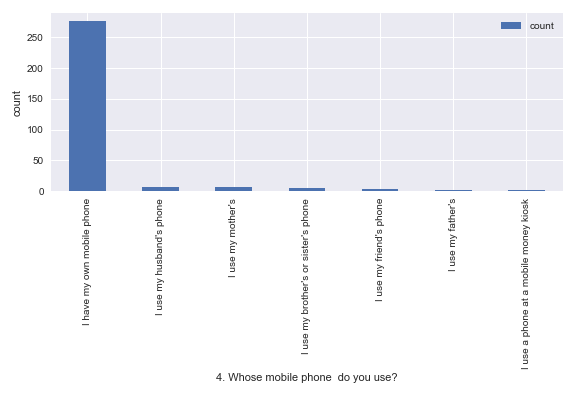 count
250
200
150
100
50
0
count
I have my own mobile phone
I use my husband's phone
I use my mother's
I use my brother's or sister's phone
I use my friend's phone
I use my father's
I use a phone at a mobile money kiosk
4. Whose mobile phone  do you use?